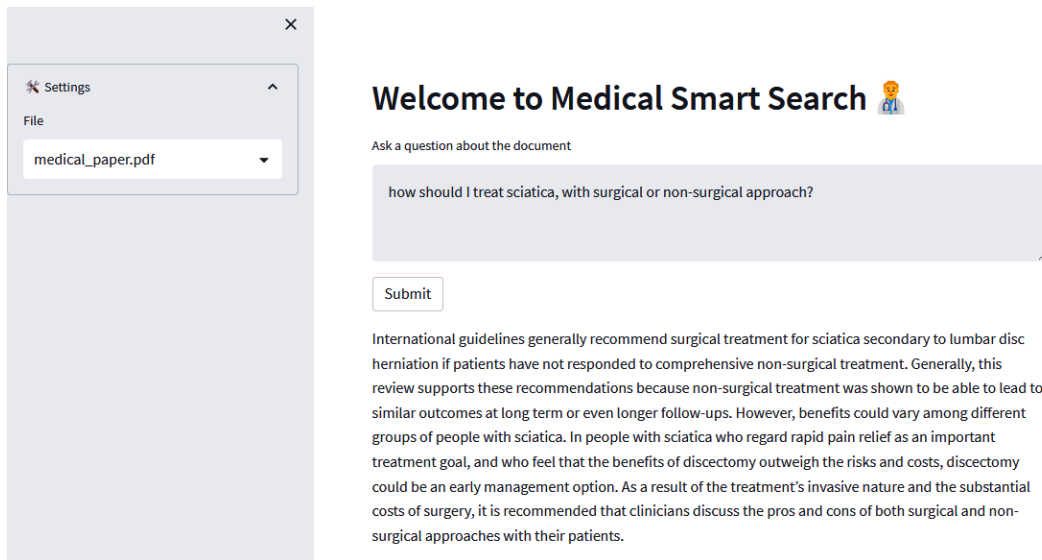 Settings
File
medical_paper.pdf
Welcome to Medical Smart Search
Ask a question about the document
how should I treat sciatica, with surgical or non-surgical approach?
Submit
International guidelines generally recommend surgical treatment for sciatica secondary to lumbar disc
herniation if patients have not responded to comprehensive non-surgical treatment. Generally, this
review supports these recommendations because non-surgical treatment was shown to be able to lead to
similar outcomes at long term or even longer follow-ups. However, benefits could vary among different
groups of people with sciatica. In people with sciatica who regard rapid pain relief as an important
treatment goal, and who feel that the benefits of discectomy outweigh the risks and costs, discectomy
could be an early management option. As a result of the treatment’s invasive nature and the substantial
costs of surgery, it is recommended that clinicians discuss the pros and cons of both surgical and non-
surgical approaches with their patients.